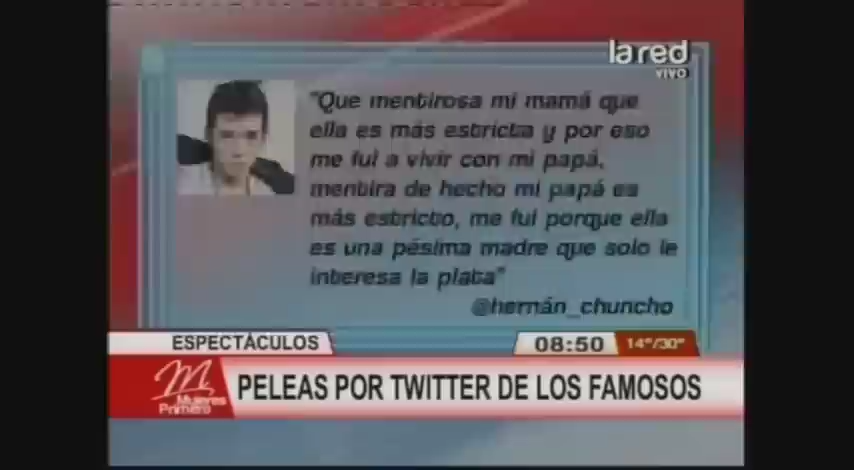 la red
VIVO
"Que mentirosa mi mamá que
ella es más estricta y por eso
me fui a vivir con mi papá,
mentira de hecho mi papá es
más estricto, me fui porque ella
es una pésima madre que solo le
interesa la plata"
@hernán_chuncho
ESPECTÁCULOS
08:50
14°/30°
M
Mujeres
Primero
PELEAS POR TWITTER DE LOS FAMOSOS